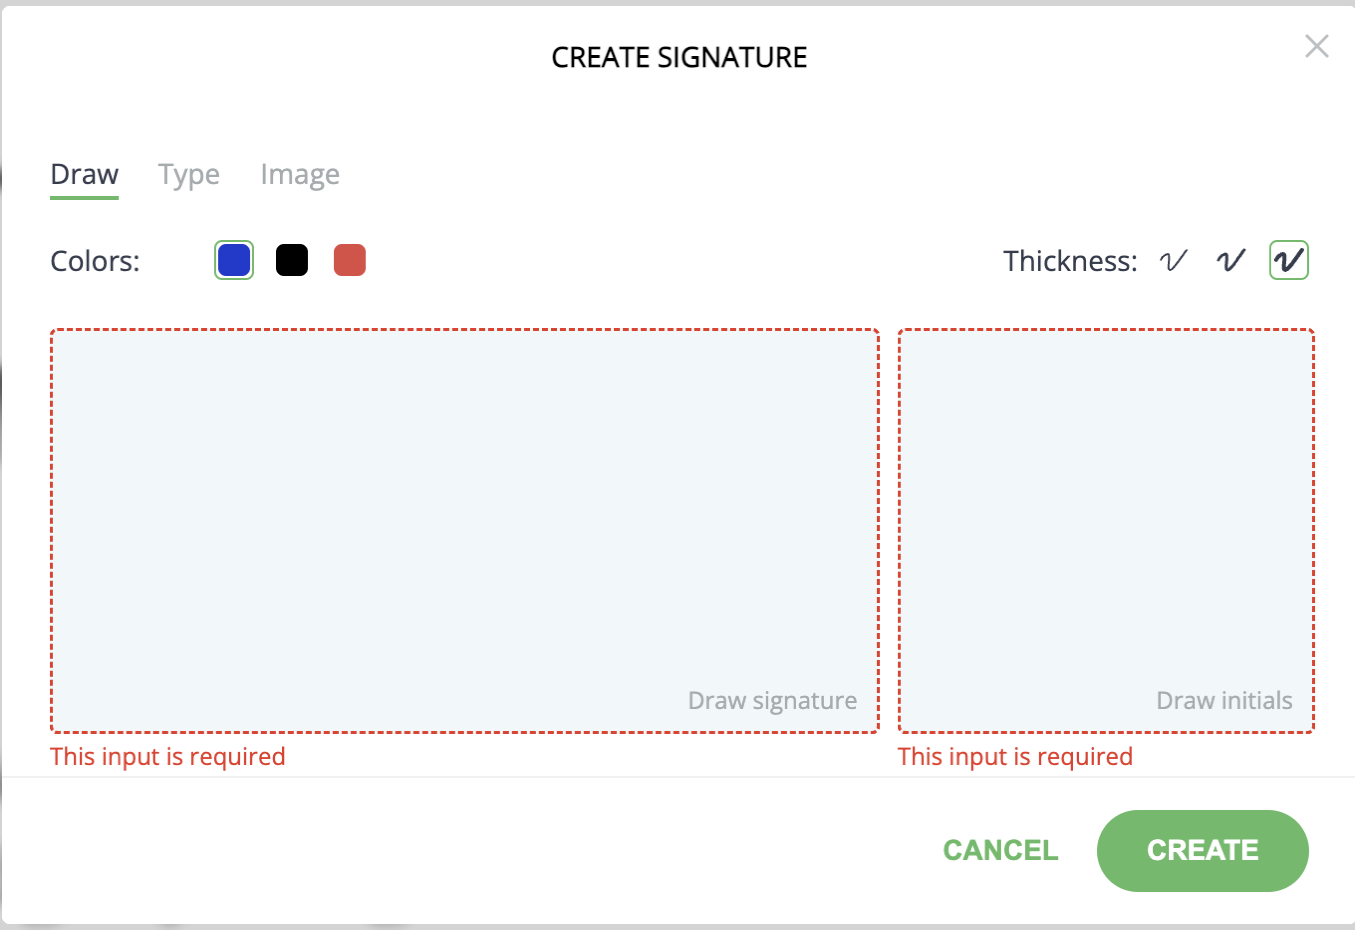 CREATE SIGNATURE
Draw Type Image
Colors: Thickness:
Draw signature Draw initials
This input is required This input is required
CANCEL CREATE